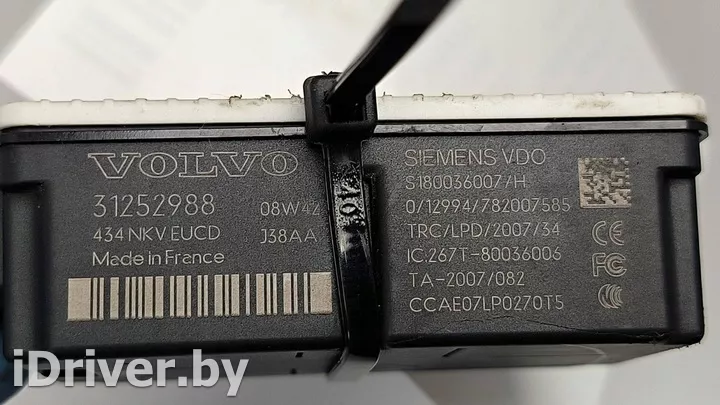 VOLVO
31252988 08W42
434 NKV EUCD J38AA
Made in France
SIEMENS VDO
S180036007/H
0/12994/782007585
TRC/LPD/2007/34
IC:267T-80036006
TA-2007/082
CCAE07LP0270T5
CE
FC
iDriver.by